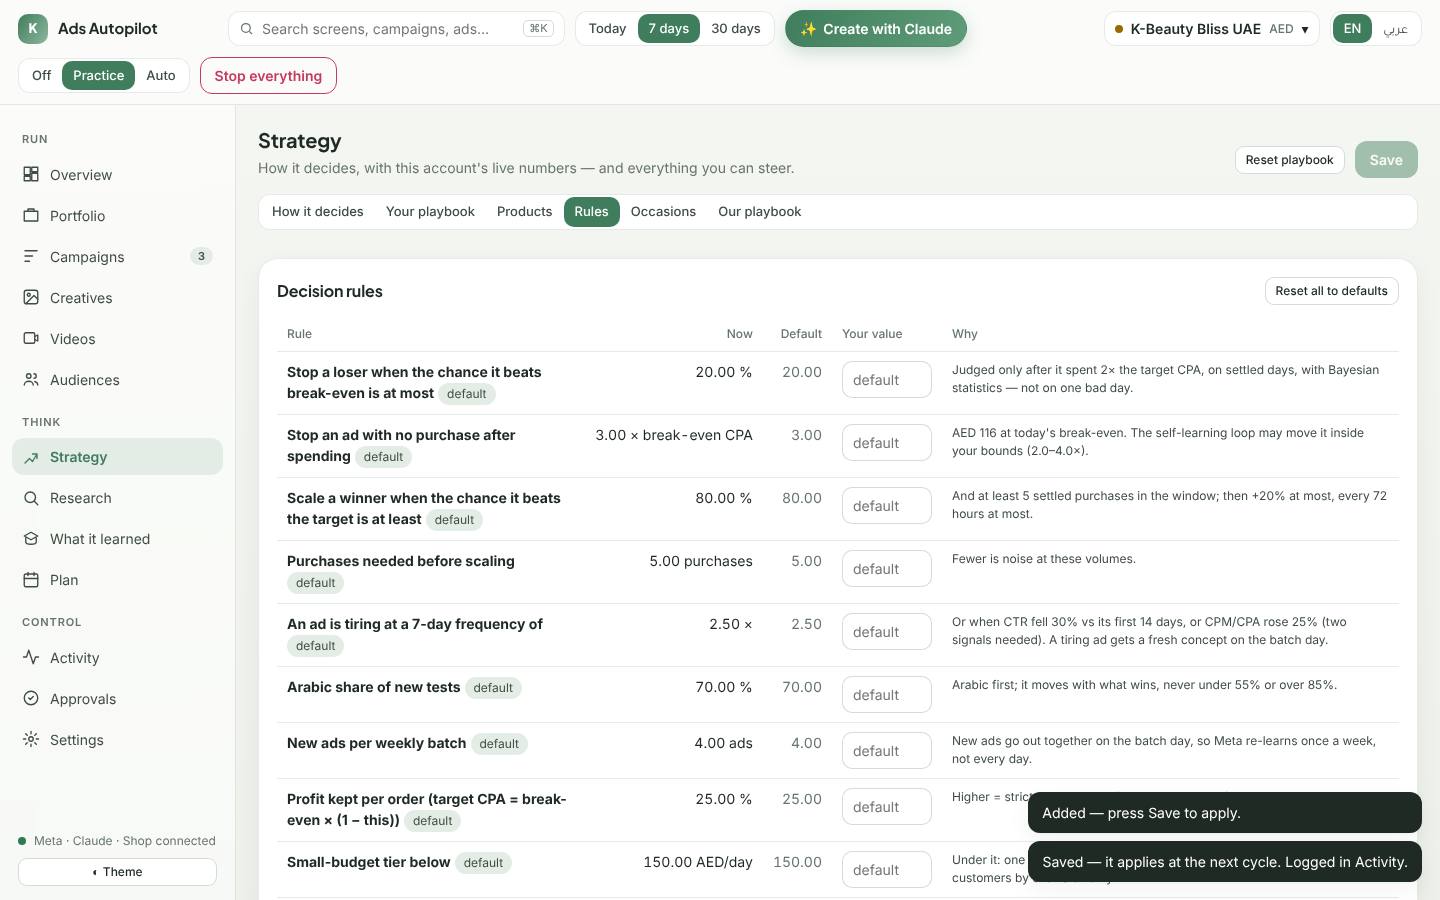 K Ads Autopilot
Search screens, campaigns, ads... ⌘K
Today 7 days 30 days
✨ Create with Claude
K-Beauty Bliss UAE AED ▾
EN عربي
Off Practice Auto
Stop everything
RUN
Overview
Portfolio
Campaigns 3
Creatives
Videos
Audiences
THINK
Strategy
Research
What it learned
Plan
CONTROL
Activity
Approvals
Settings
Meta · Claude · Shop connected
Theme
Strategy
How it decides, with this account's live numbers — and everything you can steer.
Reset playbook Save
How it decides Your playbook Products Rules Occasions Our playbook
Decision rules
Reset all to defaults
Rule Now Default Your value Why
Stop a loser when the chance it beats
break-even is at most default
20.00 % 20.00 default
Judged only after it spent 2× the target CPA, on settled days, with Bayesian
statistics — not on one bad day.
Stop an ad with no purchase after
spending default
3.00 × break-even CPA 3.00 default
AED 116 at today's break-even. The self-learning loop may move it inside
your bounds (2.0–4.0×).
Scale a winner when the chance it beats
the target is at least default
80.00 % 80.00 default
And at least 5 settled purchases in the window; then +20% at most, every 72
hours at most.
Purchases needed before scaling
default
5.00 purchases 5.00 default
Fewer is noise at these volumes.
An ad is tiring at a 7-day frequency of
default
2.50 × 2.50 default
Or when CTR fell 30% vs its first 14 days, or CPM/CPA rose 25% (two
signals needed). A tiring ad gets a fresh concept on the batch day.
Arabic share of new tests default
70.00 % 70.00 default
Arabic first; it moves with what wins, never under 55% or over 85%.
New ads per weekly batch default
4.00 ads 4.00 default
New ads go out together on the batch day, so Meta re-learns once a week,
not every day.
Profit kept per order (target CPA = break-
even × (1 − this)) default
25.00 % 25.00 default
Higher =
Small-budget tier below default
150.00 AED/day 150.00 default
Under it: one
customers by
Added — press Save to apply.
Saved — it applies at the next cycle. Logged in Activity.